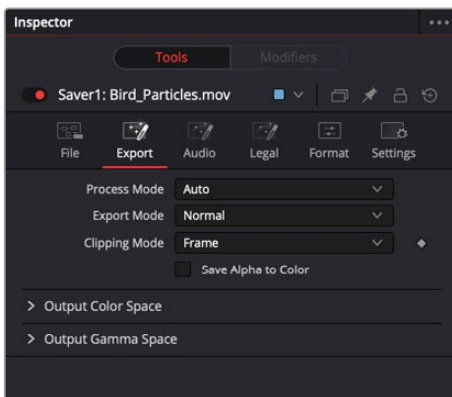 Inspector
Tools Modifiers
Saver1: Bird_Particles.mov
File Export Audio Legal Format Settings
Process Mode Auto
Export Mode Normal
Clipping Mode Frame
Save Alpha to Color
Output Color Space
Output Gamma Space